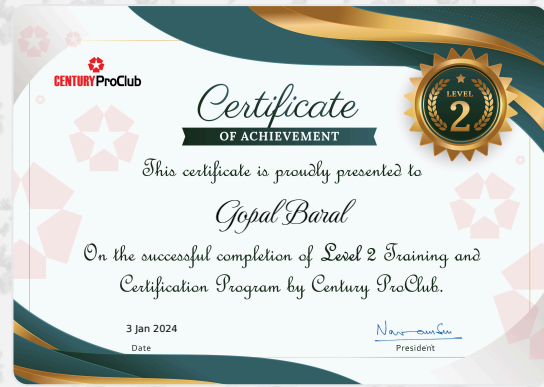 CENTURY ProClub
Certificate
OF ACHIEVEMENT
LEVEL
2
This certificate is proudly presented to
Gopal Baral
On the successful completion of Level 2 Training and
Certification Program by Century ProClub.
3 Jan 2024
Date
President